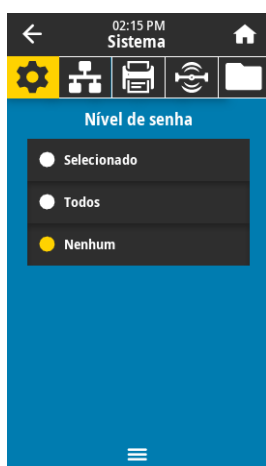 02:15 PM
Sistema
Nível de senha
Selecionado
Todos
Nenhum